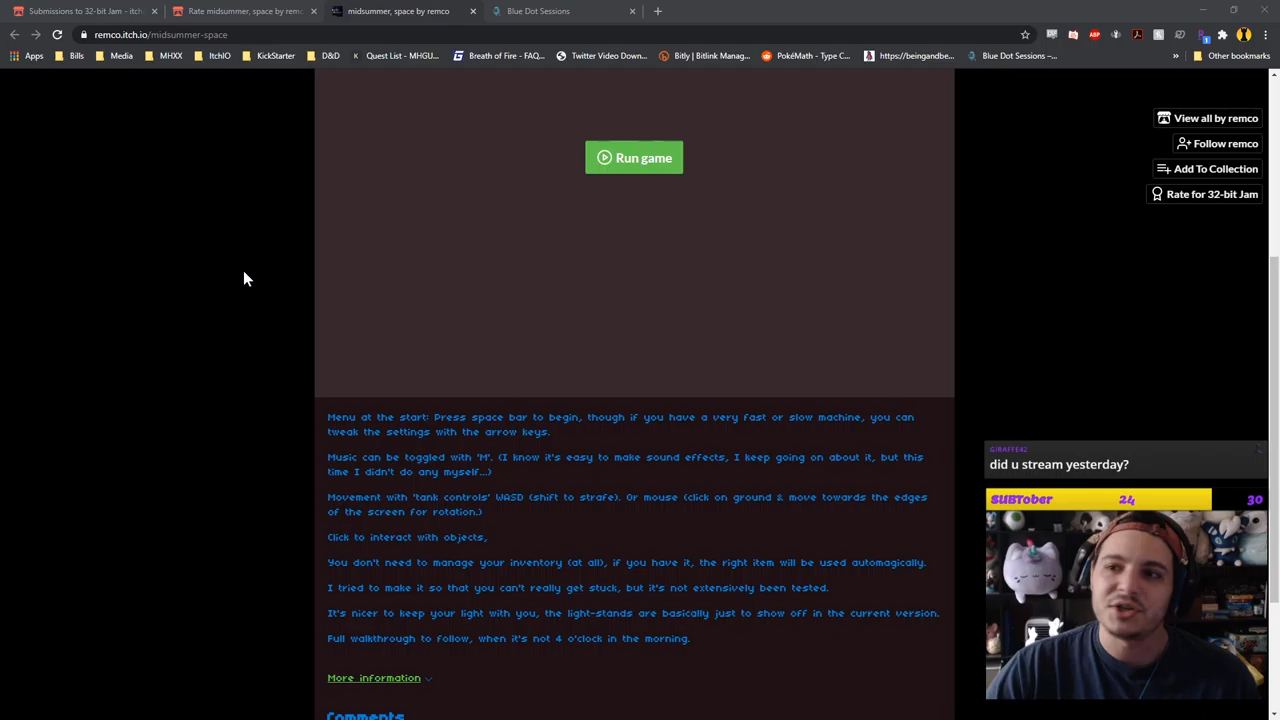 Submissions to 32-bit Jam - itch.
Rate midsummer, space by remco
midsummer, space by remco
Blue Dot Sessions
remco.itch.io/midsummer-space
Apps
Bills
Media
MHXX
ItchIO
KickStarter
D&D
Quest List - MHGU...
Breath of Fire - FAQ...
Twitter Video Down...
Bitly | Bitlink Manag...
PokéMath - Type C...
https://beingandbe...
Blue Dot Sessions –...
Other bookmarks
Run game
View all by remco
Follow remco
Add To Collection
Rate for 32-bit Jam
Menu at the start: Press space bar to begin, though if you have a very fast or slow machine, you can
tweak the settings with the arrow keys.
Music can be toggled with 'M'. (I know it's easy to make sound effects, I keep going on about it, but this
time I didn't do any myself...)
Movement with 'tank controls' WASD (shift to strafe). Or mouse (click on ground & move towards the edges
of the screen for rotation.)
Click to interact with objects,
You don't need to manage your inventory (at all), if you have it, the right item will be used automagically.
I tried to make it so that you can't really get stuck, but it's not extensively been tested.
It's nicer to keep your light with you, the light-stands are basically just to show off in the current version.
Full walkthrough to follow, when it's not 4 o'clock in the morning.
More information
Comments
GIRAFFE42
did u stream yesterday?
SUBTober 24 30